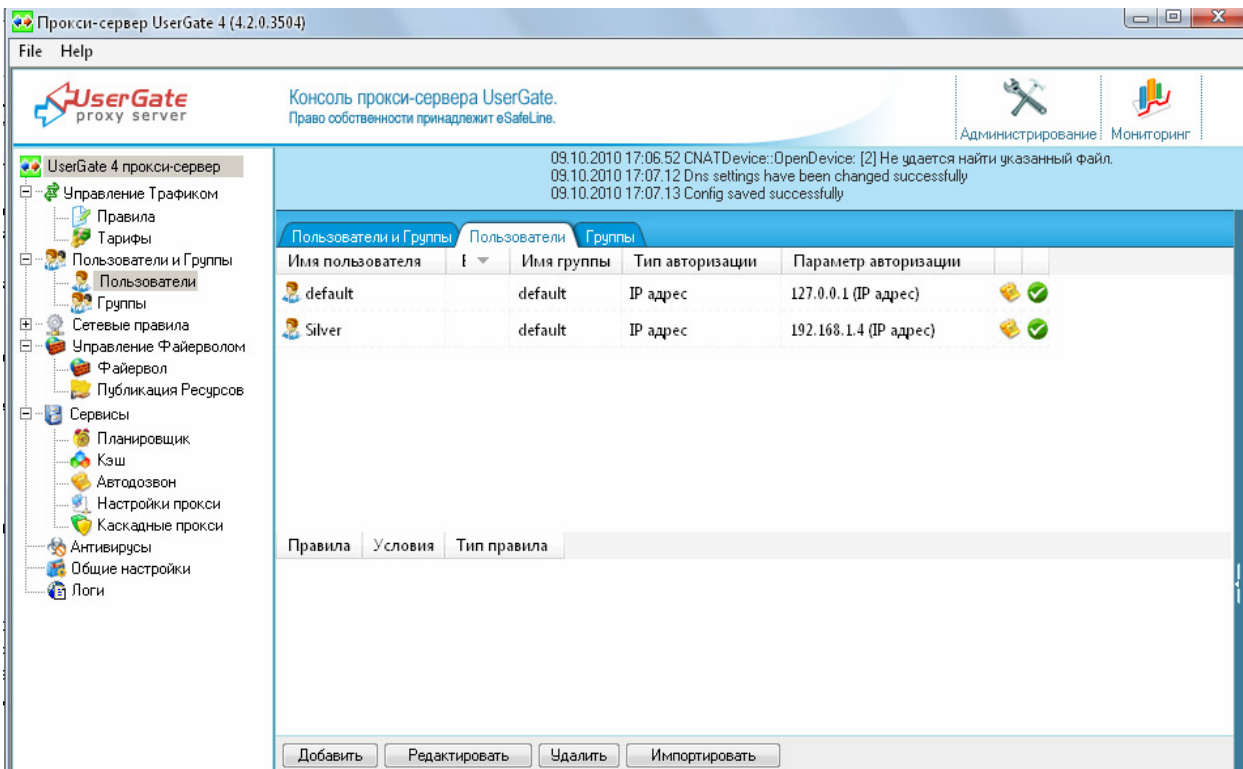 Прокси-сервер UserGate 4 (4.2.0.3504)
File Help
UserGate
proxy server
Консоль прокси-сервера UserGate.
Право собственности принадлежит eSafeLine.
Администрирование
Мониторинг
09.10.2010 17:06.52 CNATDevice::OpenDevice: [2] Не удается найти указанный файл.
09.10.2010 17:07.12 Dns settings have been changed successfully
09.10.2010 17:07.13 Config saved successfully
UserGate 4 прокси-сервер
Управление Трафиком
Правила
Тарифы
Пользователи и Группы
Пользователи
Группы
Сетевые правила
Управление Файерволом
Файервол
Публикация Ресурсов
Сервисы
Планировщик
Кэш
Автодозвон
Настройки прокси
Каскадные прокси
Антивирусы
Общие настройки
Логи
Пользователи и Группы Пользователи Группы
Имя пользователя Имя группы Тип авторизации Параметр авторизации
default default IP адрес 127.0.0.1 (IP адрес)
Silver default IP адрес 192.168.1.4 (IP адрес)
Правила Условия Тип правила
Добавить Редактировать Удалить Импортировать